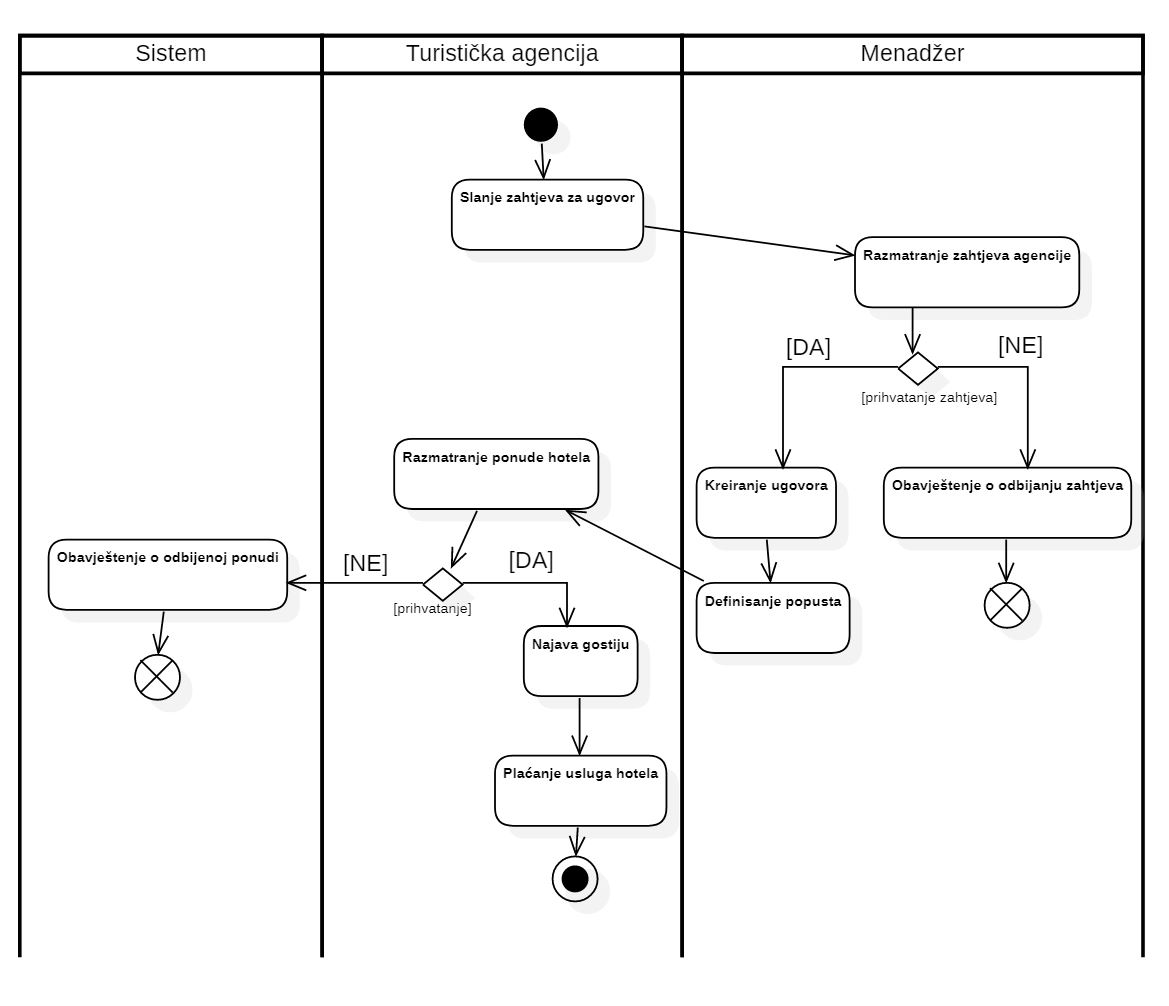 Sistem
Turistička agencija
Menadžer
Slanje zahtjeva za ugovor
Razmatranje zahtjeva agencije
[DA]
[NE]
[prihvatanje zahtjeva]
Razmatranje ponude hotela
Kreiranje ugovora
Obavještenje o odbijanju zahtjeva
Obavještenje o odbijenoj ponudi
[NE]
[DA]
[prihvatanje]
Definisanje popusta
Najava gostiju
Plaćanje usluga hotela